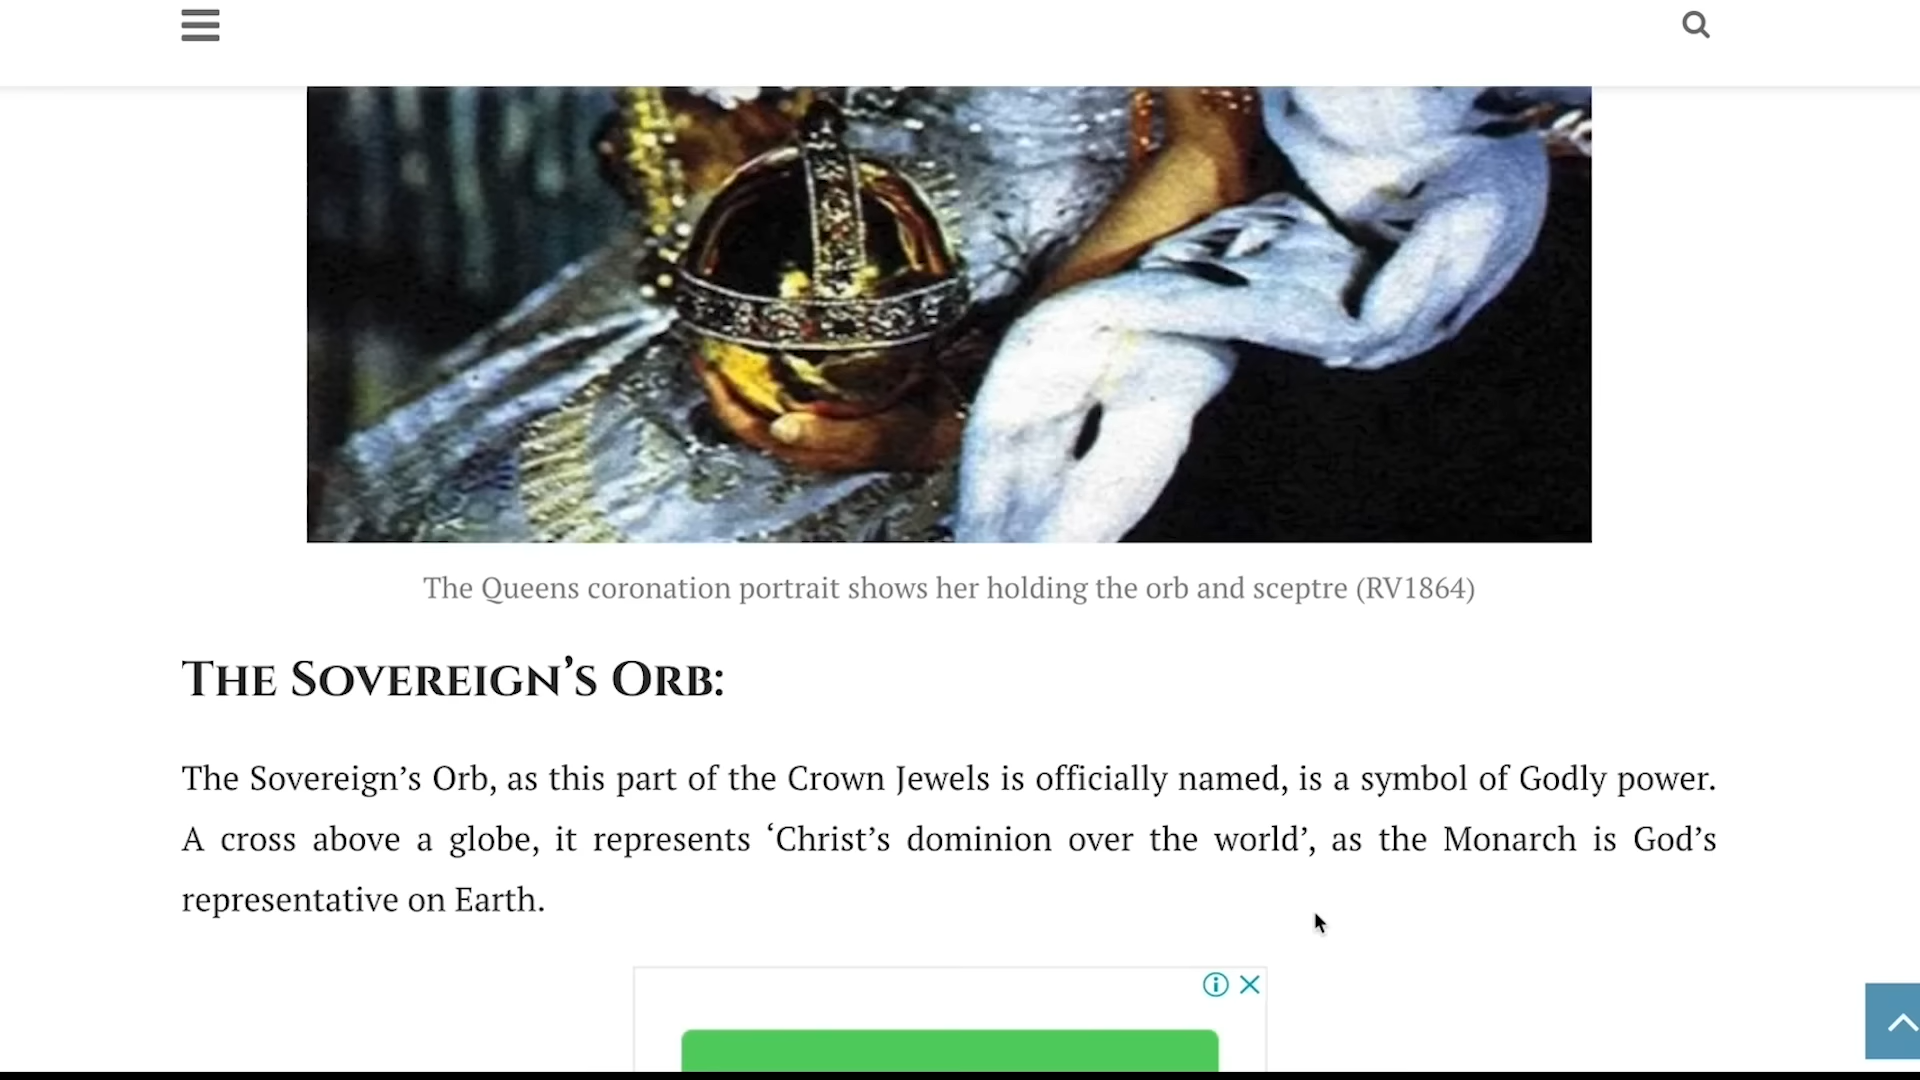 The Queens coronation portrait shows her holding the orb and sceptre (RV1864)
The Sovereign’s Orb:
The Sovereign’s Orb, as this part of the Crown Jewels is officially named, is a symbol of Godly power.
A cross above a globe, it represents ‘Christ’s dominion over the world’, as the Monarch is God’s
representative on Earth.